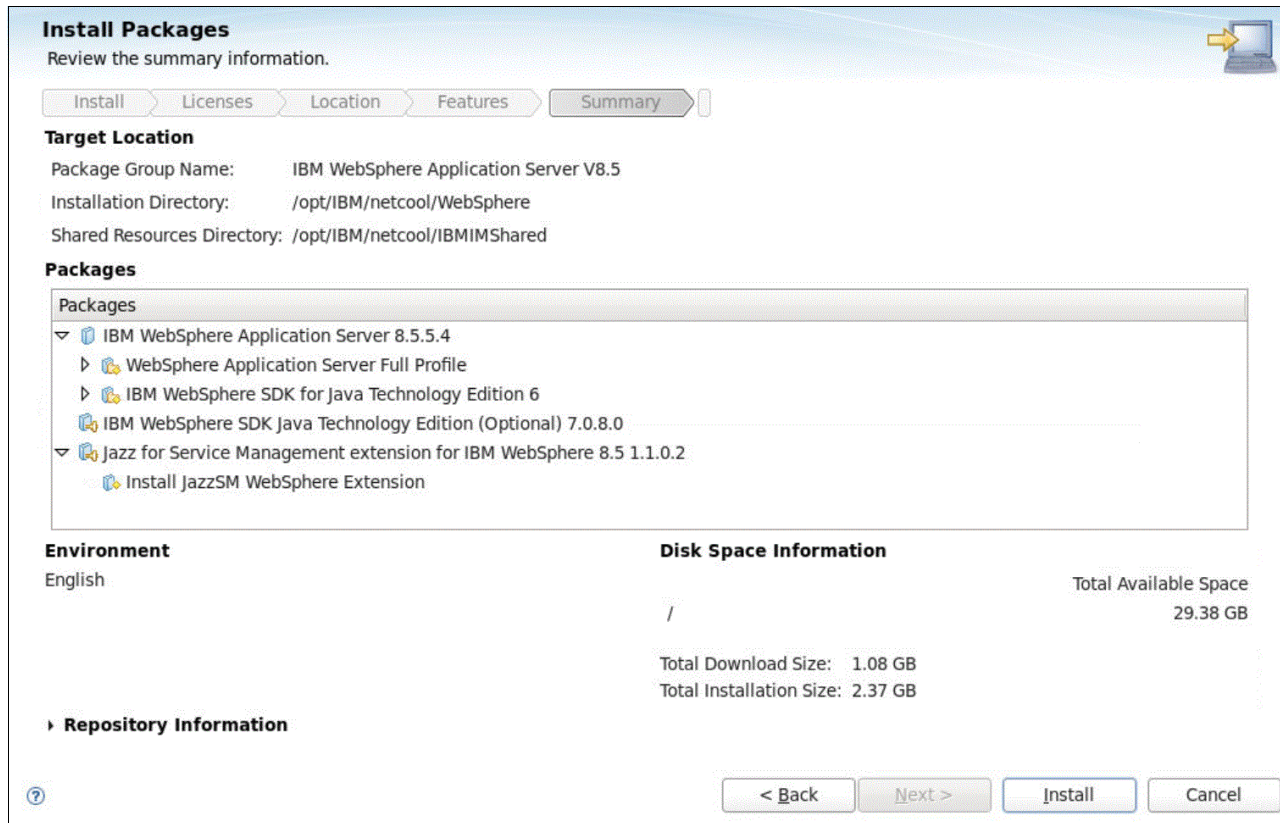 Install Packages
Review the summary information.
Install Licenses Location Features Summary
Target Location
Package Group Name: IBM WebSphere Application Server V8.5
Installation Directory: /opt/IBM/netcool/WebSphere
Shared Resources Directory: /opt/IBM/netcool/IBMIMShared
Packages
Packages
IBM WebSphere Application Server 8.5.5.4
WebSphere Application Server Full Profile
IBM WebSphere SDK for Java Technology Edition 6
IBM WebSphere SDK Java Technology Edition (Optional) 7.0.8.0
Jazz for Service Management extension for IBM WebSphere 8.5 1.1.0.2
Install JazzSM WebSphere Extension
Environment
English
Disk Space Information
Total Available Space
/ 29.38 GB
Total Download Size: 1.08 GB
Total Installation Size: 2.37 GB
Repository Information
? < Back Next > Install Cancel